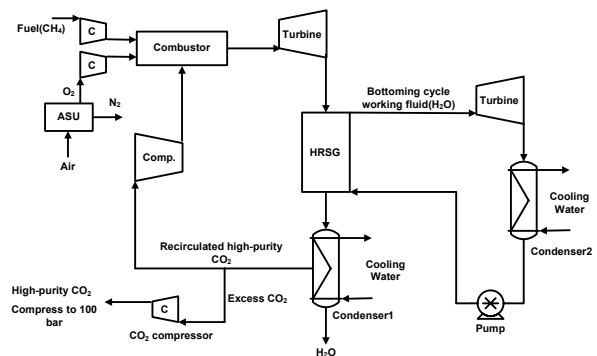 Fuel(CH₄)
C
Combustor
Turbine
C
O₂
N₂
ASU
Air
Comp.
HRSG
Bottoming cycle
working fluid(H₂O)
Turbine
Cooling
Water
Condenser2
Recirculated high-purity
CO₂
Cooling
Water
High-purity CO₂
Compress to 100
bar
C
Excess CO₂
Condenser1
CO₂ compressor
Pump
H₂O